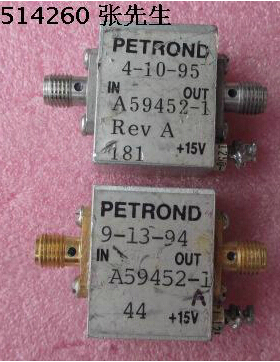 514260 张先生
PETROND
4-10-95
IN OUT
A59452-1
Rev A
181 +15V
PETROND
9-13-94
IN OUT
A59452-1
A
44 +15V